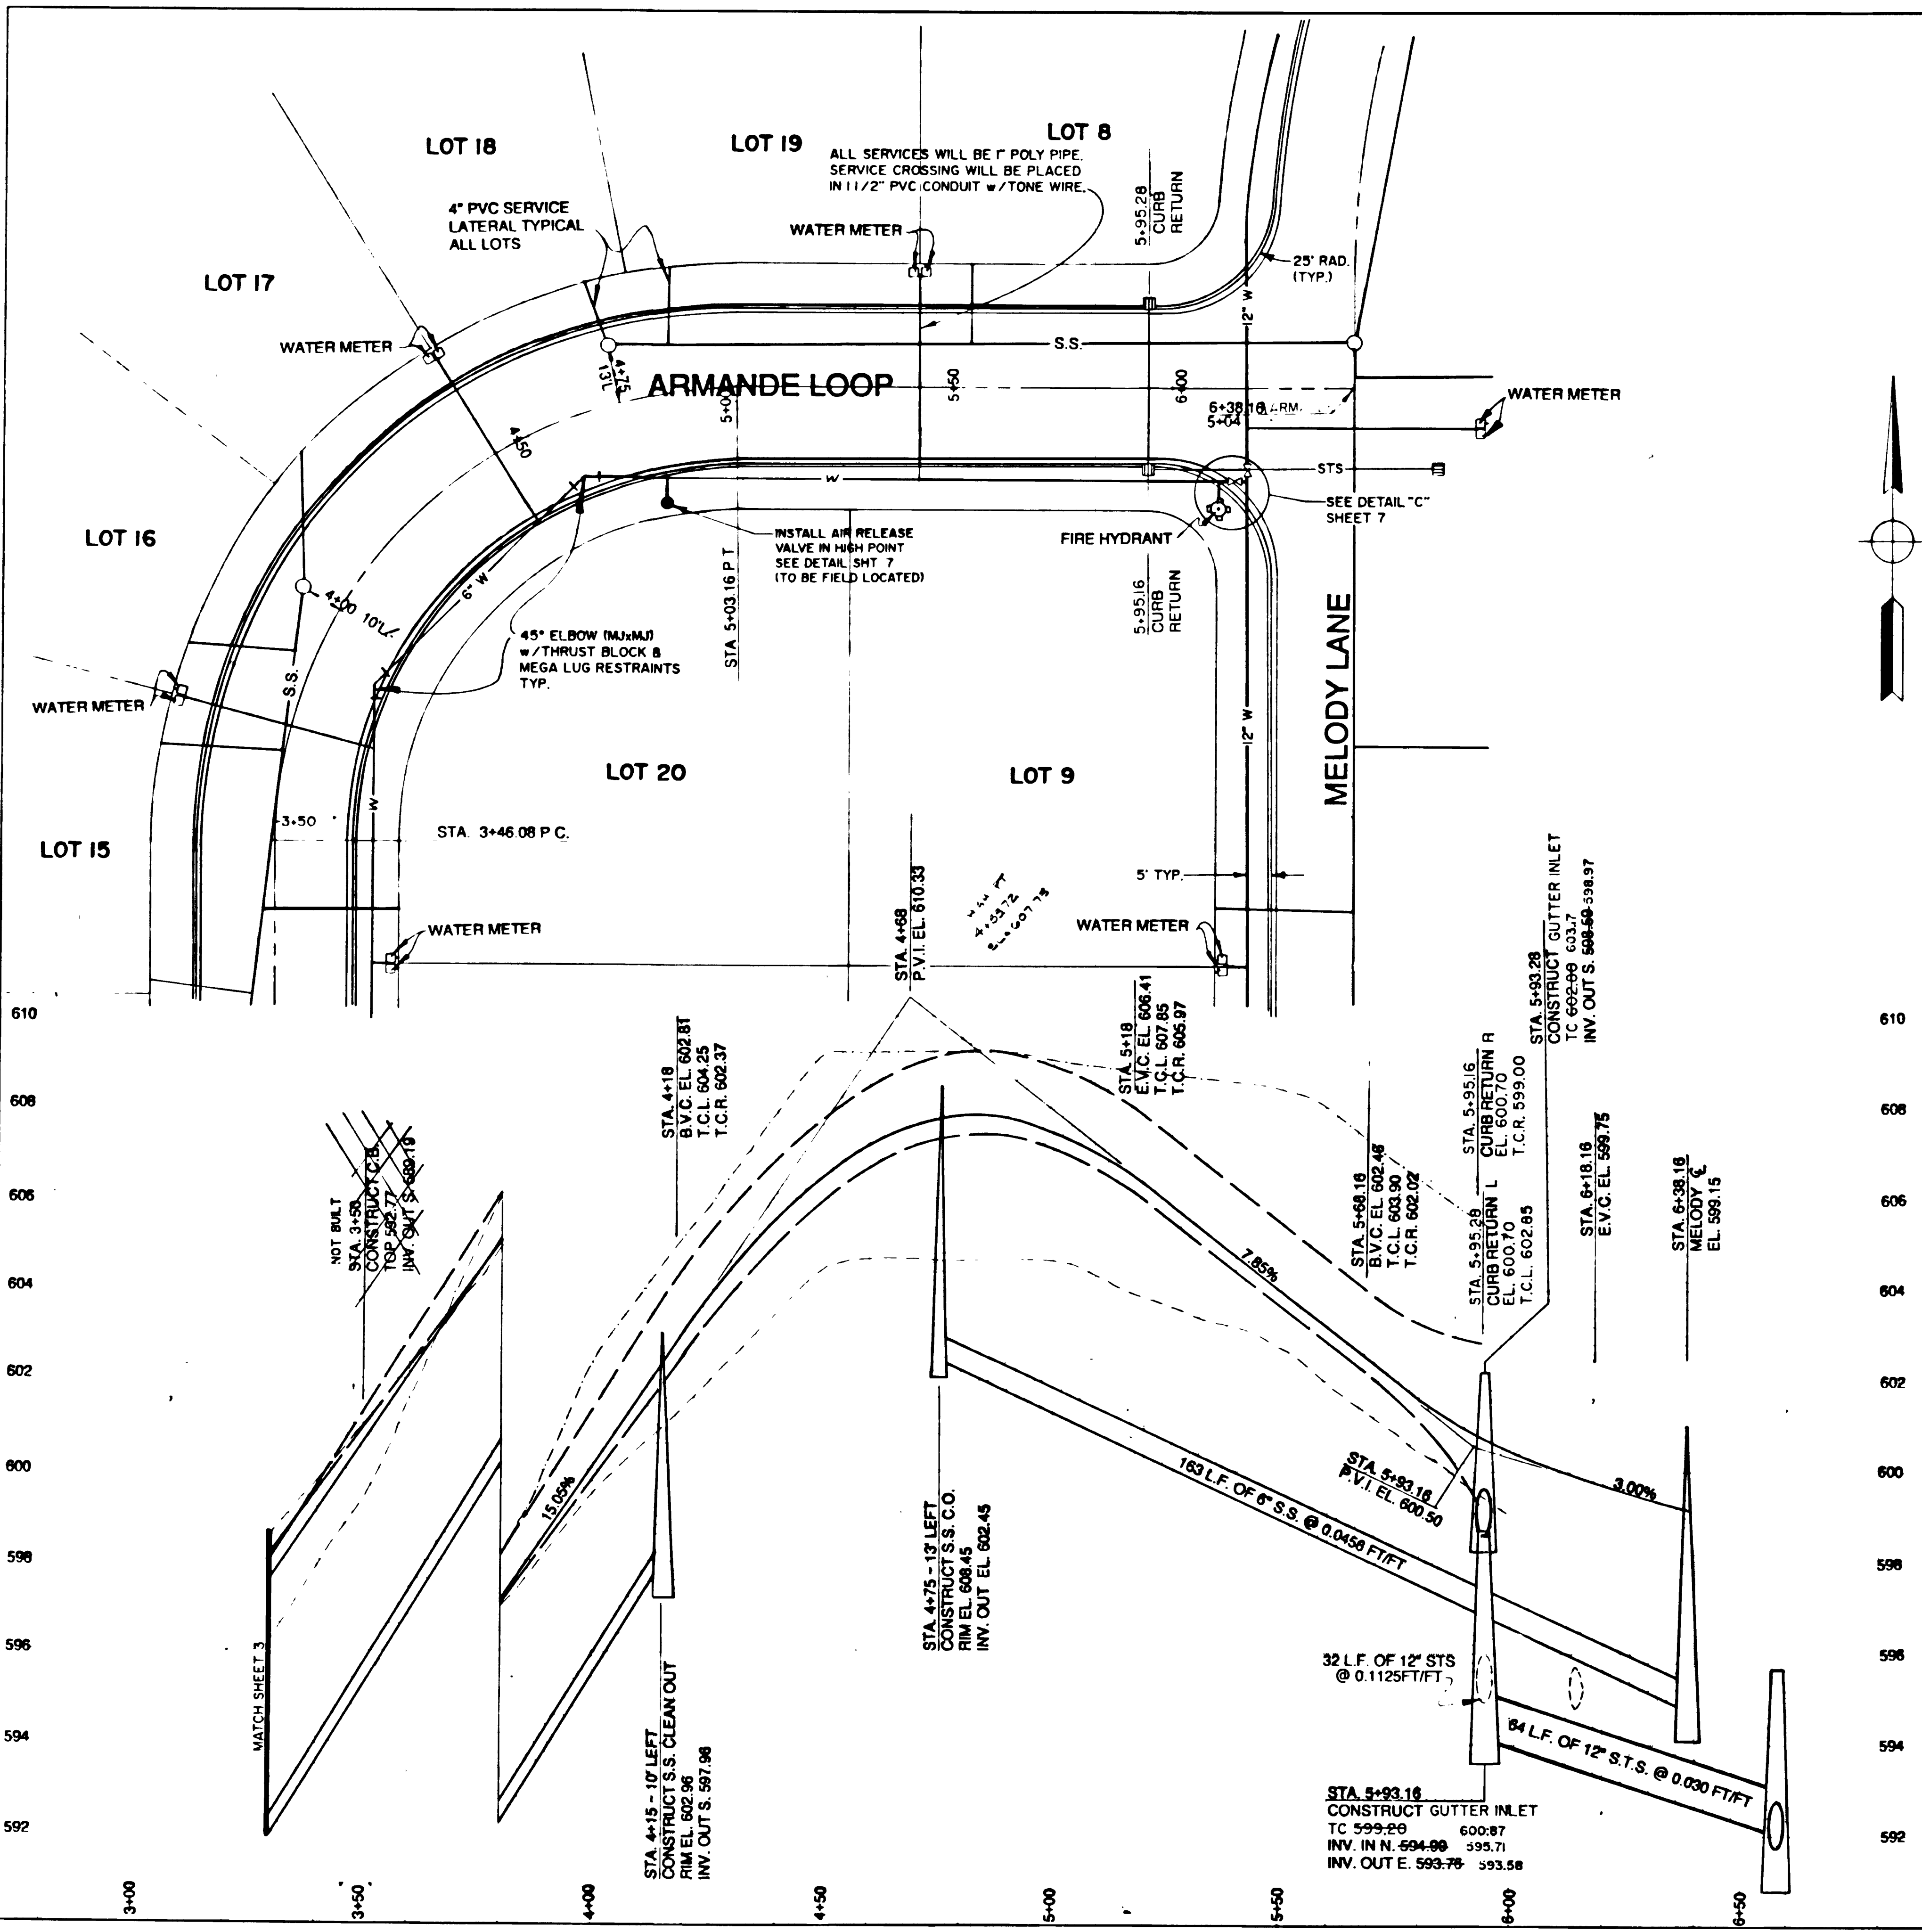 LOT 18
LOT 19
LOT 8
ALL SERVICES WILL BE 1" POLY PIPE.
SERVICE CROSSING WILL BE PLACED
IN 1 1/2" PVC CONDUIT w/TONE WIRE.
4" PVC SERVICE
LATERAL TYPICAL
ALL LOTS
WATER METER
5+95.28
CURB
RETURN
25' RAD.
(TYP.)
LOT 17
12" W
WATER METER
S.S.
4+75
13'L
ARMANDE LOOP
5+00
5+50
6+00
6+38.16 ARM.
5+04
WATER METER
4+50
W
STS
SEE DETAIL "C"
SHEET 7
LOT 16
INSTALL AIR RELEASE
VALVE IN HIGH POINT
SEE DETAIL SHT 7
(TO BE FIELD LOCATED)
FIRE HYDRANT
6" W
4+00 10'L
STA 5+03.16 P T
5+95.16
CURB
RETURN
45° ELBOW (MJxMJ)
w/THRUST BLOCK &
MEGA LUG RESTRAINTS
TYP.
S.S.
WATER METER
MELODY LANE
12" W
LOT 20
LOT 9
W
3+50
STA. 3+46.08 P C.
LOT 15
5' TYP.
WATER METER
WATER METER
STA. 4+68
P.V.I. EL. 610.33
STA. 5+93.28
CONSTRUCT GUTTER INLET
TC 602.88 603.7
INV. OUT S. 598.59 598.97
610
610
STA. 4+18
B.V.C. EL. 602.81
T.C.L. 604.25
T.C.R. 602.37
STA. 5+18
E.V.C. EL. 606.41
T.C.L. 607.85
T.C.R. 605.97
608
608
NOT BUILT
STA. 3+50
CONSTRUCT C.B.
TOP 592.77
INV. OUT S. 589.19
STA. 5+68.16
B.V.C. EL. 602.46
T.C.L. 603.90
T.C.R. 602.02
STA. 5+95.16
CURB RETURN R
EL. 600.70
T.C.R. 599.00
STA. 5+95.28
CURB RETURN L
EL. 600.70
T.C.L. 602.85
STA. 6+18.16
E.V.C. EL. 599.75
STA. 6+38.16
MELODY ℄
EL. 599.15
606
606
604
604
7.85%
602
602
600
600
15.05%
163 L.F. OF 6" S.S. @ 0.0456 FT/FT
STA. 5+93.16
P.V.I. EL. 600.50
3.00%
598
598
STA. 4+75 - 13' LEFT
CONSTRUCT S.S. C.O.
RIM EL. 608.45
INV. OUT EL. 602.45
596
596
MATCH SHEET 3
STA. 4+15 - 10' LEFT
CONSTRUCT S.S. CLEAN OUT
RIM EL. 602.96
INV. OUT S. 597.96
32 L.F. OF 12" STS
@ 0.1125FT/FT
594
594
64 L.F. OF 12" S.T.S. @ 0.030 FT/FT
592
592
STA. 5+93.16
CONSTRUCT GUTTER INLET
TC 599.20 600.87
INV. IN N. 594.99 595.71
INV. OUT E. 593.76 593.58
3+00
3+50
4+00
4+50
5+00
5+50
6+00
6+50